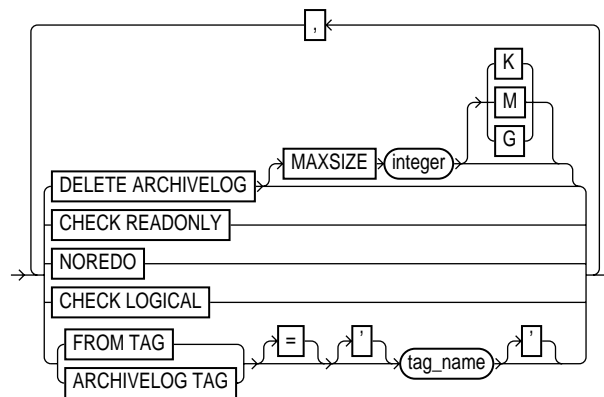 ,
K
M
G
MAXSIZE integer
DELETE ARCHIVELOG
CHECK READONLY
NOREDO
CHECK LOGICAL
FROM TAG
= ’ tag_name ’
ARCHIVELOG TAG